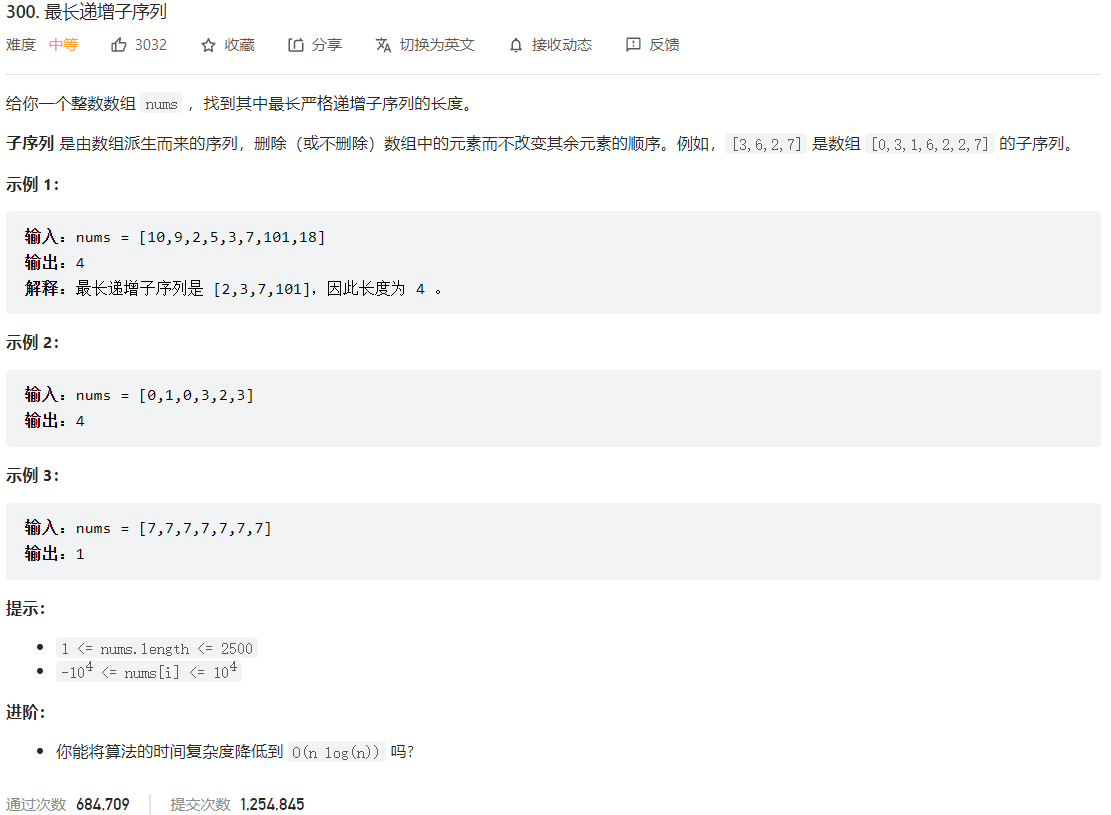 300. 最长递增子序列
难度 中等 3032 收藏 分享 切换为英文 接收动态 反馈
给你一个整数数组 nums ，找到其中最长严格递增子序列的长度。
子序列 是由数组派生而来的序列，删除（或不删除）数组中的元素而不改变其余元素的顺序。例如，[3,6,2,7] 是数组 [0,3,1,6,2,2,7] 的子序列。
示例 1：
输入：nums = [10,9,2,5,3,7,101,18]
输出：4
解释：最长递增子序列是 [2,3,7,101]，因此长度为 4 。
示例 2：
输入：nums = [0,1,0,3,2,3]
输出：4
示例 3：
输入：nums = [7,7,7,7,7,7,7]
输出：1
提示：
1 <= nums.length <= 2500
-10⁴ <= nums[i] <= 10⁴
进阶：
你能将算法的时间复杂度降低到 O(n log(n)) 吗?
通过次数 684,709 提交次数 1,254,845